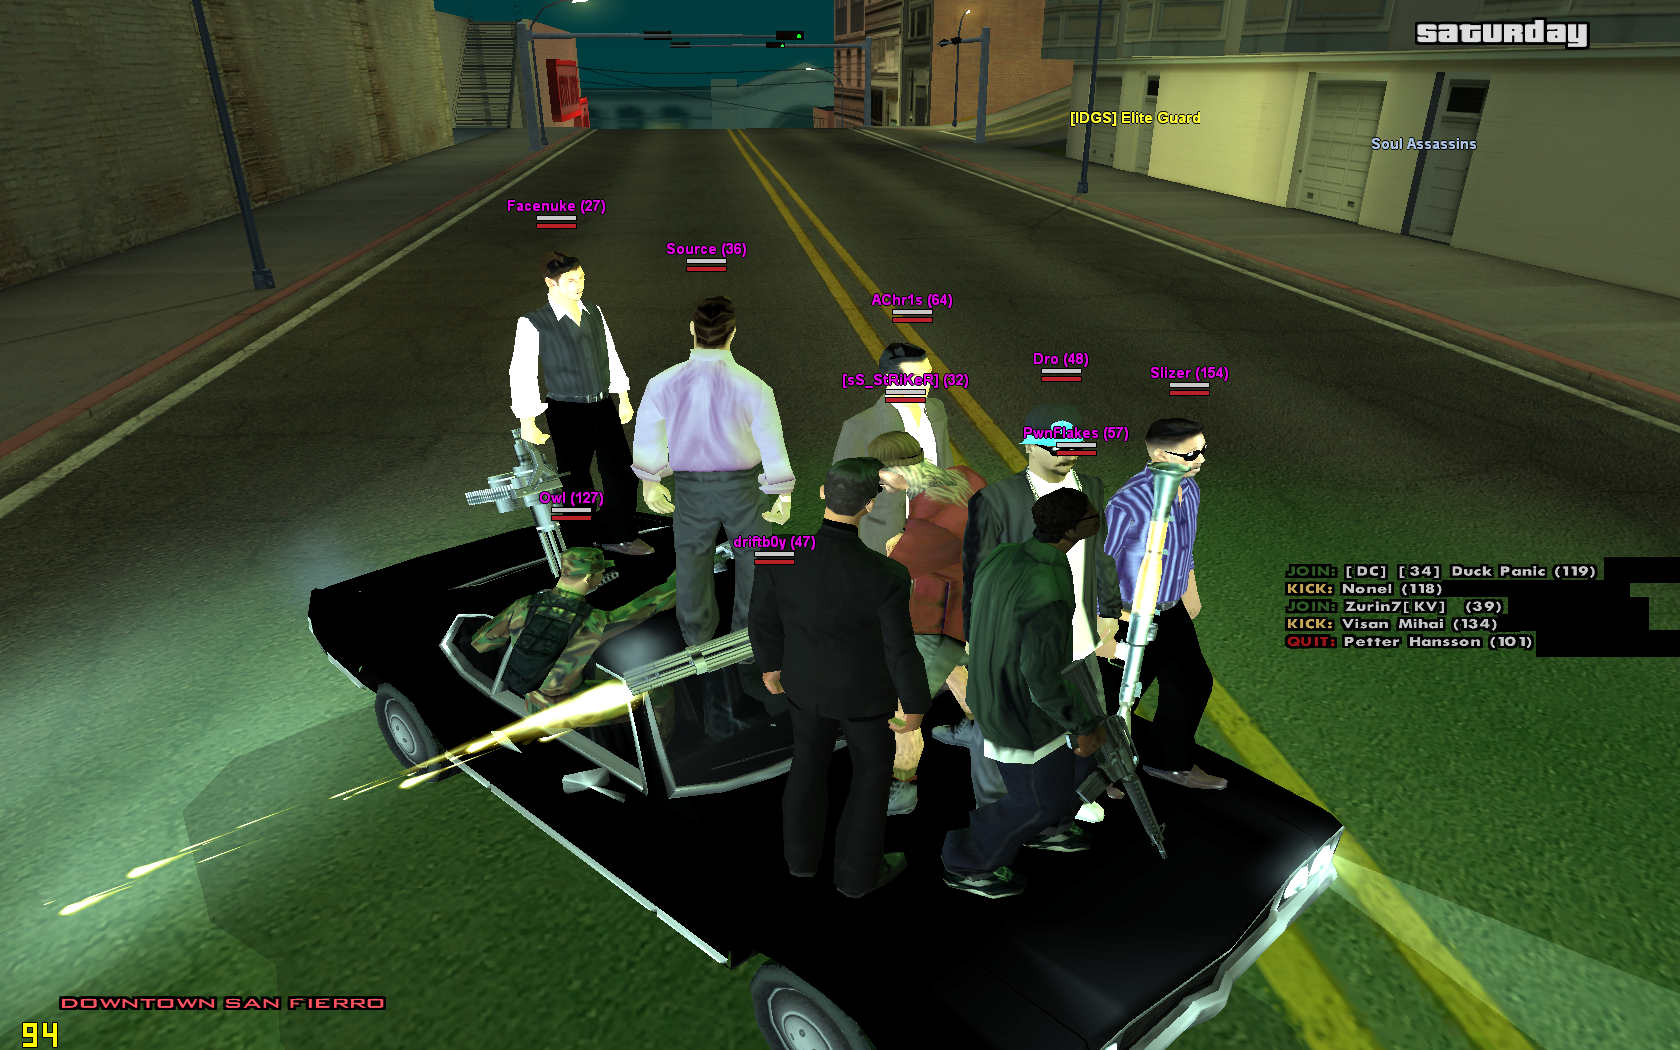 saturday
[IDGS] Elite Guard
Soul Assassins
Facenuke (27)
Source (36)
AChr1s (64)
Dro (48)
Slizer (154)
[sS_StRiKeR] (32)
PwnFlakes (57)
Owl (127)
driftb0y (47)
JOIN: [DC] [34] Duck Panic (119)
KICK: Nonel (118)
JOIN: Zurin7[KV] (39)
KICK: Visan Mihai (134)
QUIT: Petter Hansson (101)
DOWNTOWN SAN FIERRO
94